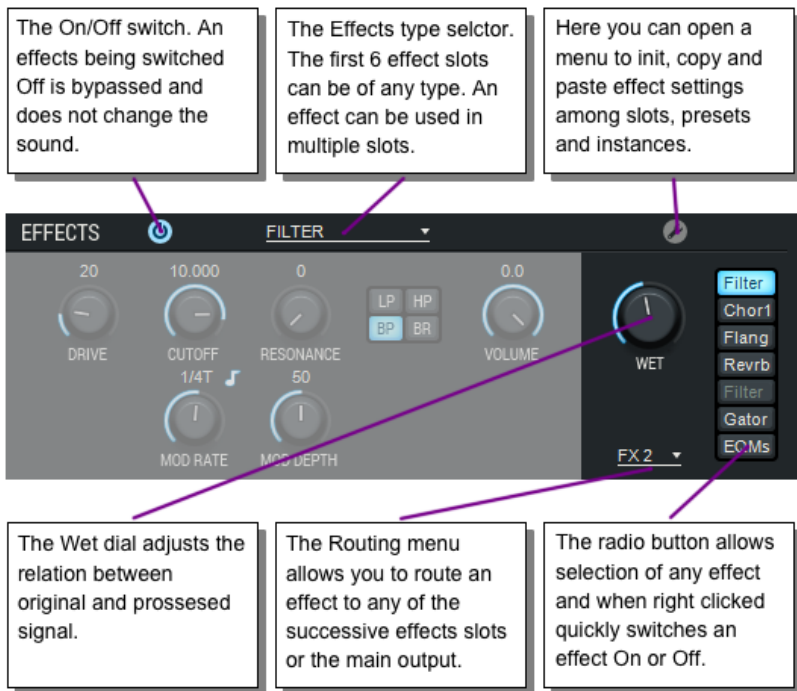 The On/Off switch. An
effects being switched
Off is bypassed and
does not change the
sound.
The Effects type selctor.
The first 6 effect slots
can be of any type. An
effect can be used in
multiple slots.
Here you can open a
menu to init, copy and
paste effect settings
among slots, presets
and instances.
EFFECTS
FILTER
20
10.000
0
0.0
LP HP
BP BR
DRIVE
CUTOFF
RESONANCE
VOLUME
1/4T
50
MOD RATE
MOD DEPTH
WET
FX 2
Filter
Chor1
Flang
Revrb
Filter
Gator
EQMs
The Wet dial adjusts the
relation between
original and prossesed
signal.
The Routing menu
allows you to route an
effect to any of the
successive effects slots
or the main output.
The radio button allows
selection of any effect
and when right clicked
quickly switches an
effect On or Off.